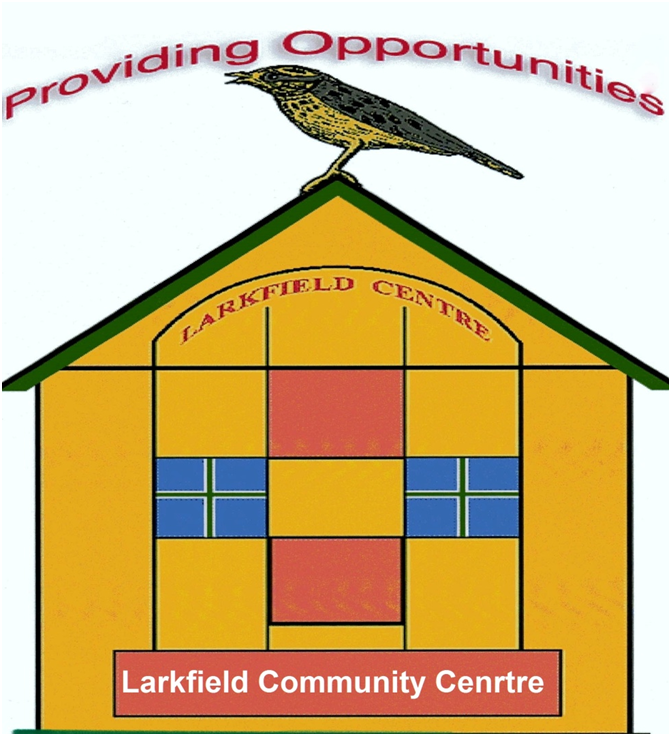 Providing Opportunities
LARKFIELD CENTRE
Larkfield Community Cenrtre